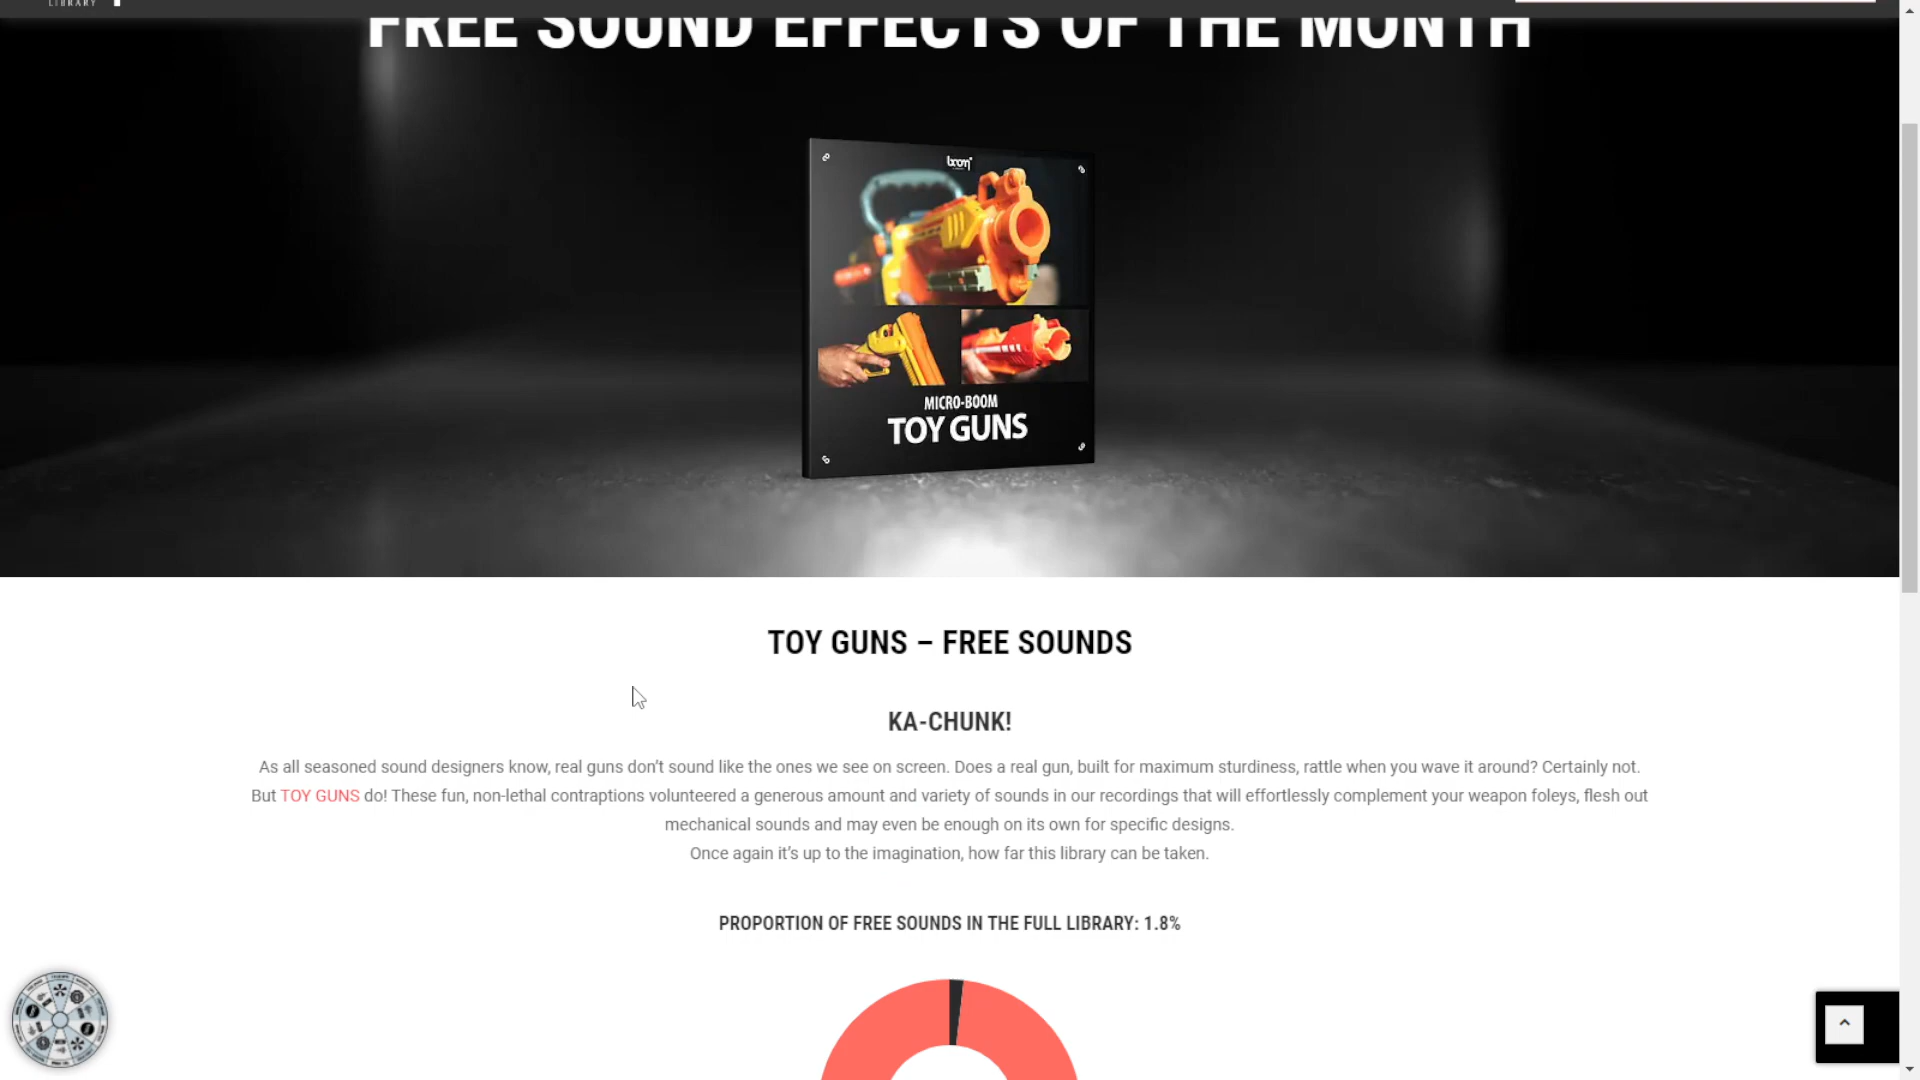 LIBRARY
FREE SOUND EFFECTS OF THE MONTH
boom
MICRO-BOOM
TOY GUNS
TOY GUNS – FREE SOUNDS
KA-CHUNK!
As all seasoned sound designers know, real guns don't sound like the ones we see on screen. Does a real gun, built for maximum sturdiness, rattle when you wave it around? Certainly not.
But TOY GUNS do! These fun, non-lethal contraptions volunteered a generous amount and variety of sounds in our recordings that will effortlessly complement your weapon foleys, flesh out
mechanical sounds and may even be enough on its own for specific designs.
Once again it's up to the imagination, how far this library can be taken.
PROPORTION OF FREE SOUNDS IN THE FULL LIBRARY: 1.8%